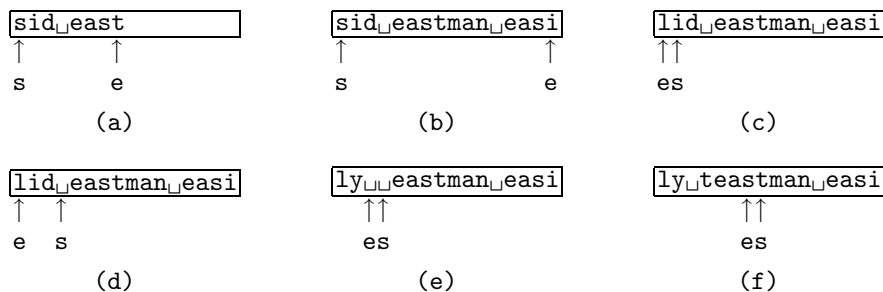 sid␣east sid␣eastman␣easi lid␣eastman␣easi
↑ ↑ ↑ ↑ ↑↑
s e s e es
(a) (b) (c)
lid␣eastman␣easi ly␣␣eastman␣easi ly␣teastman␣easi
↑ ↑ ↑↑ ↑↑
e s es es
(d) (e) (f)